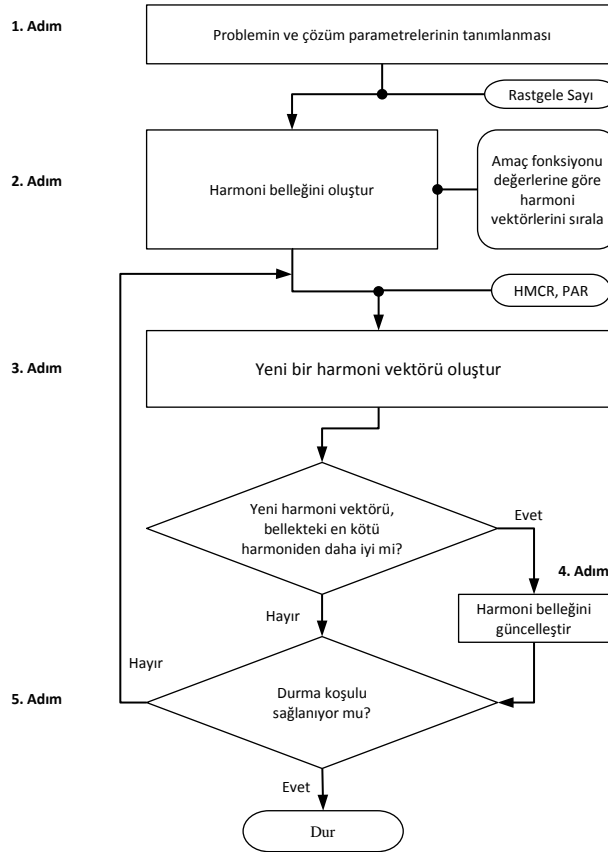 1. Adım
Problemin ve çözüm parametrelerinin tanımlanması
Rastgele Sayı
2. Adım
Harmoni belleğini oluştur
Amaç fonksiyonu
değerlerine göre
harmoni
vektörlerini sırala
HMCR, PAR
3. Adım
Yeni bir harmoni vektörü oluştur
Yeni harmoni vektörü,
bellekteki en kötü
harmoniden daha iyi mi?
Evet
4. Adım
Harmoni belleğini
güncelleştir
Hayır
Hayır
5. Adım
Durma koşulu
sağlanıyor mu?
Evet
Dur